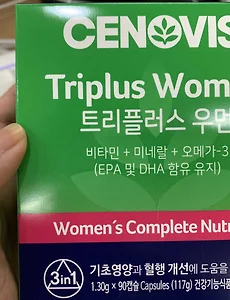 CENOVIS
Triplus Wom
트리플러스 우먼
비타민 + 미네랄 + 오메가-3
(EPA 및 DHA 함유 유지)
Women's Complete Nutr
3in1
기초영양과 혈행 개선에 도움
1.30g × 90캡슐 Capsules (117g) 건강기능식품